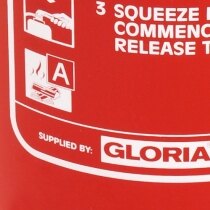 3 SQUEEZE
COMMENC
RELEASE T
A
SUPPLIED BY: GLORIA